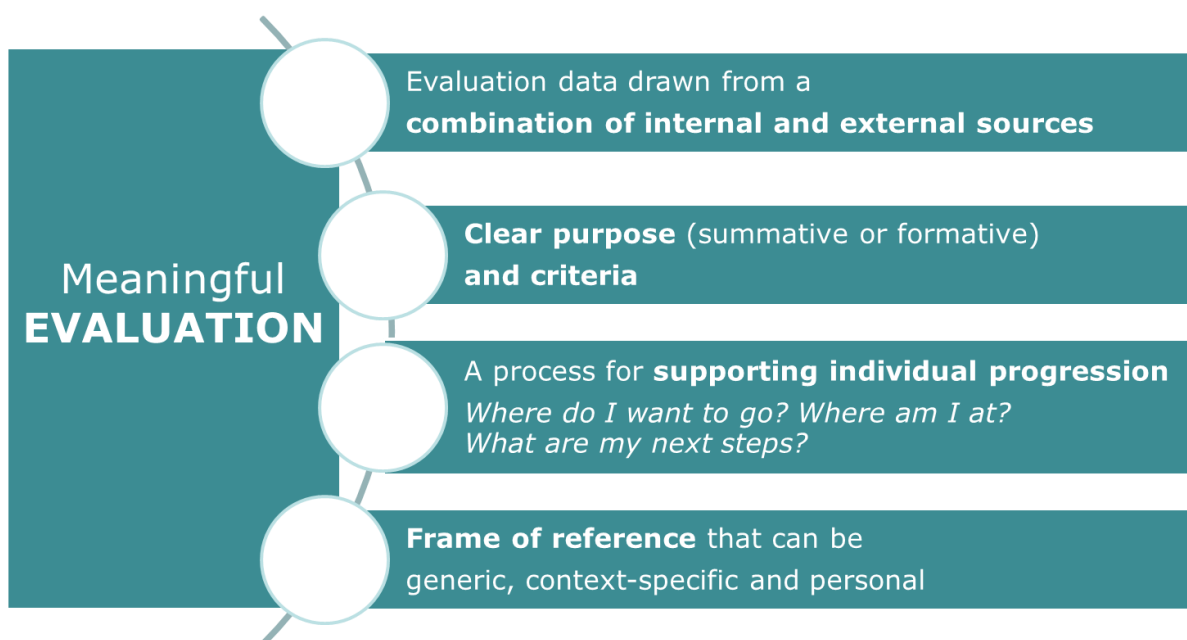 Meaningful
EVALUATION
Evaluation data drawn from a
combination of internal and external sources
Clear purpose (summative or formative)
and criteria
A process for supporting individual progression
Where do I want to go? Where am I at?
What are my next steps?
Frame of reference that can be
generic, context-specific and personal